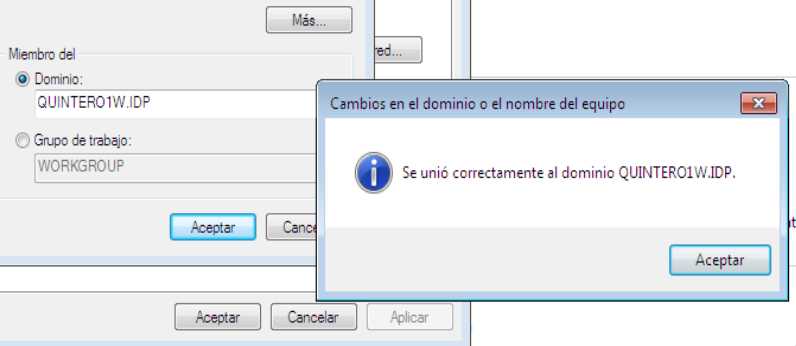 Más...
red...
Miembro del
Dominio:
QUINTERO1W.IDP
Grupo de trabajo:
WORKGROUP
Aceptar
Cance
Cambios en el dominio o el nombre del equipo
Se unió correctamente al dominio QUINTERO1W.IDP.
Aceptar
Aceptar
Cancelar
Aplicar